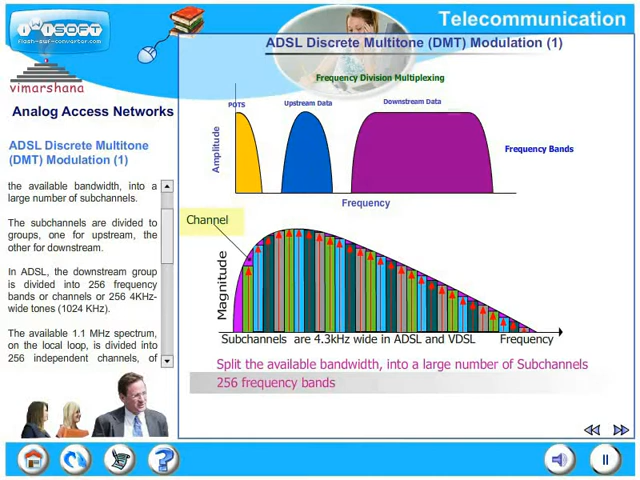 Telecommunication
iWiSOFT
flash-swf-converter.com
vimarshana
Analog Access Networks
ADSL Discrete Multitone
(DMT) Modulation (1)
the available bandwidth, into a
large number of subchannels.
The subchannels are divided to
groups, one for upstream, the
other for downstream.
In ADSL, the downstream group
is divided into 256 frequency
bands or channels or 256 4KHz-
wide tones (1024 KHz).
The available 1.1 MHz spectrum,
on the local loop, is divided into
256 independent channels, of
ADSL Discrete Multitone (DMT) Modulation (1)
Frequency Division Multiplexing
POTS
Upstream Data
Downstream Data
Amplitude
Frequency Bands
Frequency
Channel
Magnitude
Subchannels are 4.3kHz wide in ADSL and VDSL
Frequency
Split the available bandwidth, into a large number of Subchannels
256 frequency bands